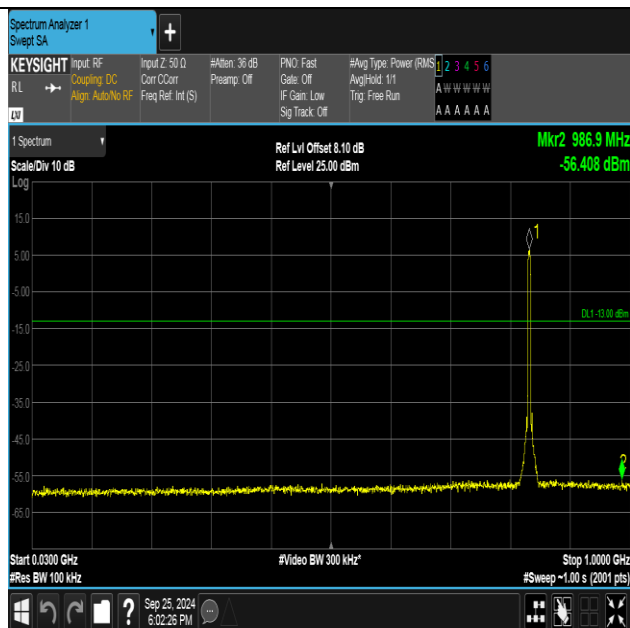 Spectrum Analyzer 1
Swept SA
+
KEYSIGHT
RL
LXI
Input: RF
Coupling: DC
Align: Auto/No RF
Input Z: 50 Ω
Corr CCorr
Freq Ref: Int (S)
#Atten: 36 dB
Preamp: Off
PNO: Fast
Gate: Off
IF Gain: Low
Sig Track: Off
#Avg Type: Power (RMS
Avg|Hold: 1/1
Trig: Free Run
1 2 3 4 5 6
A W W W W W
A A A A A A
1 Spectrum
Scale/Div 10 dB
Log
Ref Lvl Offset 8.10 dB
Ref Level 25.00 dBm
Mkr2 986.9 MHz
-56.408 dBm
15.0
5.00
-5.00
-15.0
-25.0
-35.0
-45.0
-55.0
-65.0
1
DL1 -13.00 dBm
2
Start 0.0300 GHz
#Res BW 100 kHz
#Video BW 300 kHz*
Stop 1.0000 GHz
#Sweep ~1.00 s (2001 pts)
?
Sep 25, 2024
6:02:26 PM